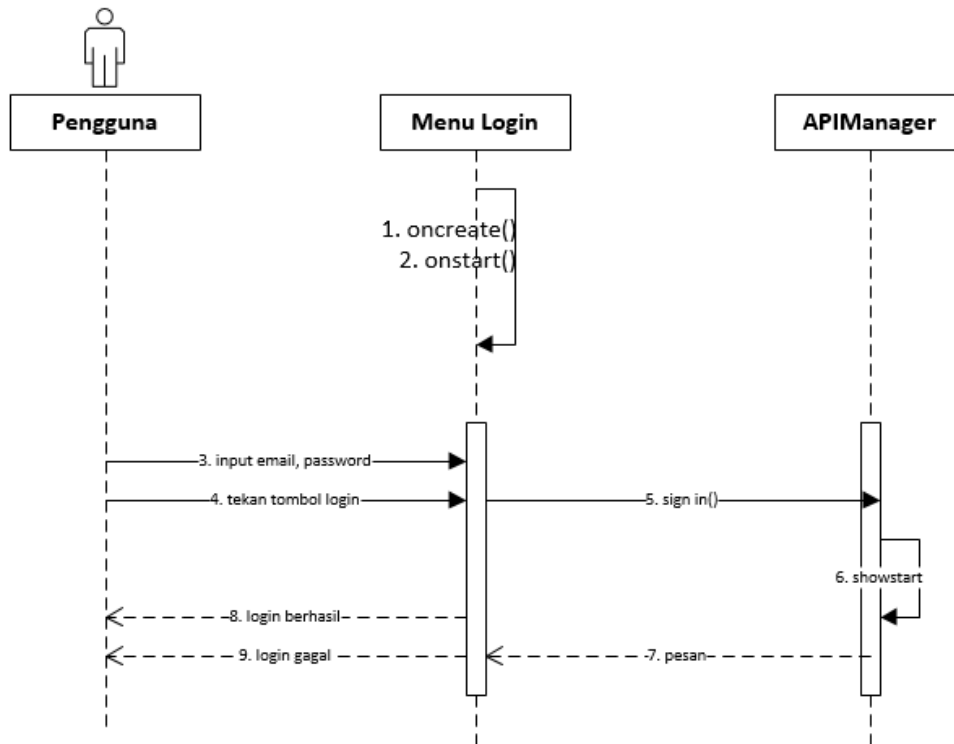 Pengguna
Menu Login
APIManager
1. oncreate()
2. onstart()
3. input email, password
4. tekan tombol login
5. sign in()
6. showstart
8. login berhasil
9. login gagal
7. pesan